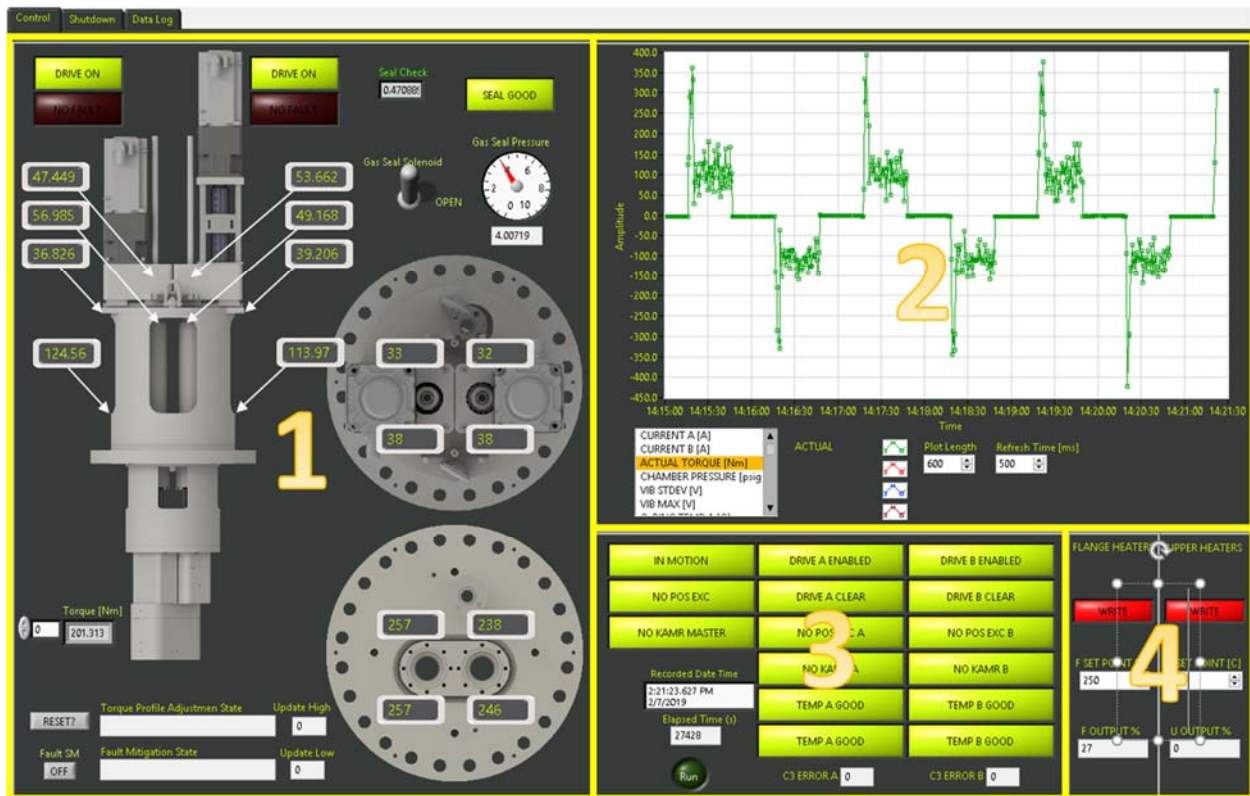 Control Shutdown Data Log
DRIVE ON
DRIVE ON
NO FAULT
NO FAULT
Seal Check
SEAL GOOD
Gas Seal Solenoid
OPEN
Gas Seal Pressure
2 4 6 8 0 10
4.00719
47.449
53.662
56.985
49.168
36.826
39.206
124.56
113.97
33 32
38 38
1
257 238
257 246
Torque [Nm]
0 201.313
RESET?
Torque Profile Adjustmen State
Update High
0
Fault SM
OFF
Fault Mitigation State
Update Low
0
400.0
350.0
300.0
250.0
200.0
150.0
100.0
50.0
0.0
-50.0
-100.0
-150.0
-200.0
-250.0
-300.0
-350.0
-400.0
-450.0
Amplitude
14:15:00 14:15:30 14:16:00 14:16:30 14:17:00 14:17:30 14:18:00 14:18:30 14:19:00 14:19:30 14:20:00 14:20:30 14:21:00 14:21:30
Time
2
CURRENT A [A]
CURRENT B [A]
ACTUAL TORQUE [Nm]
CHAMBER PRESSURE [psig
VIB STDEV [V]
VIB MAX [V]
ACTUAL
Plot Length
600
Refresh Time [ms]
500
IN MOTION DRIVE A ENABLED DRIVE B ENABLED
NO POS EXC DRIVE A CLEAR DRIVE B CLEAR
NO KAMR MASTER NO POS EXC A NO POS EXC B
NO KAMR A NO KAMR B
TEMP A GOOD TEMP B GOOD
TEMP A GOOD TEMP B GOOD
3
Recorded Date Time
2:21:23.627 PM
2/7/2019
Elapsed Time (s)
27428
Run
C3 ERROR A 0 C3 ERROR B 0
FLANGE HEATER UPPER HEATERS
WRITE WRITE
F SET POINT SET POINT [C]
250
4
F OUTPUT % U OUTPUT %
27 0